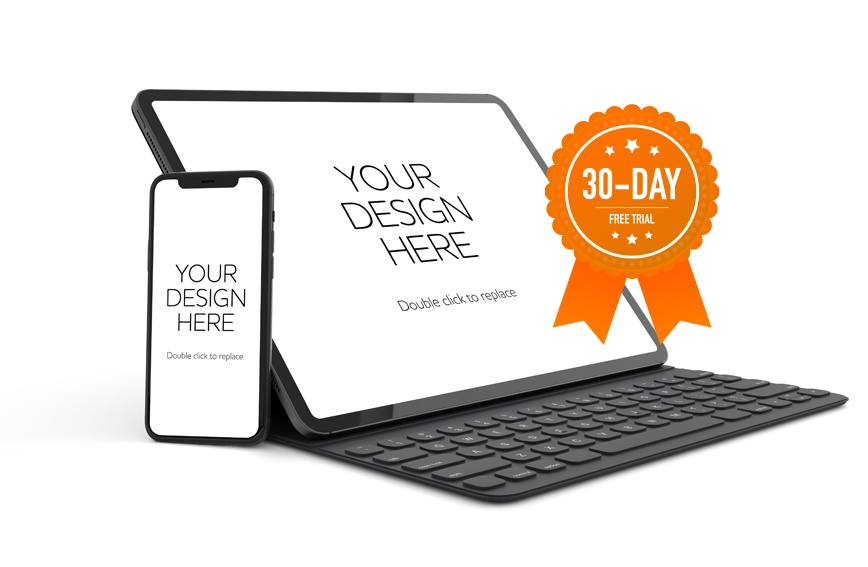 YOUR
DESIGN
HERE
Double click to replace
YOUR
DESIGN
HERE
Double click to replace
30-DAY
FREE TRIAL